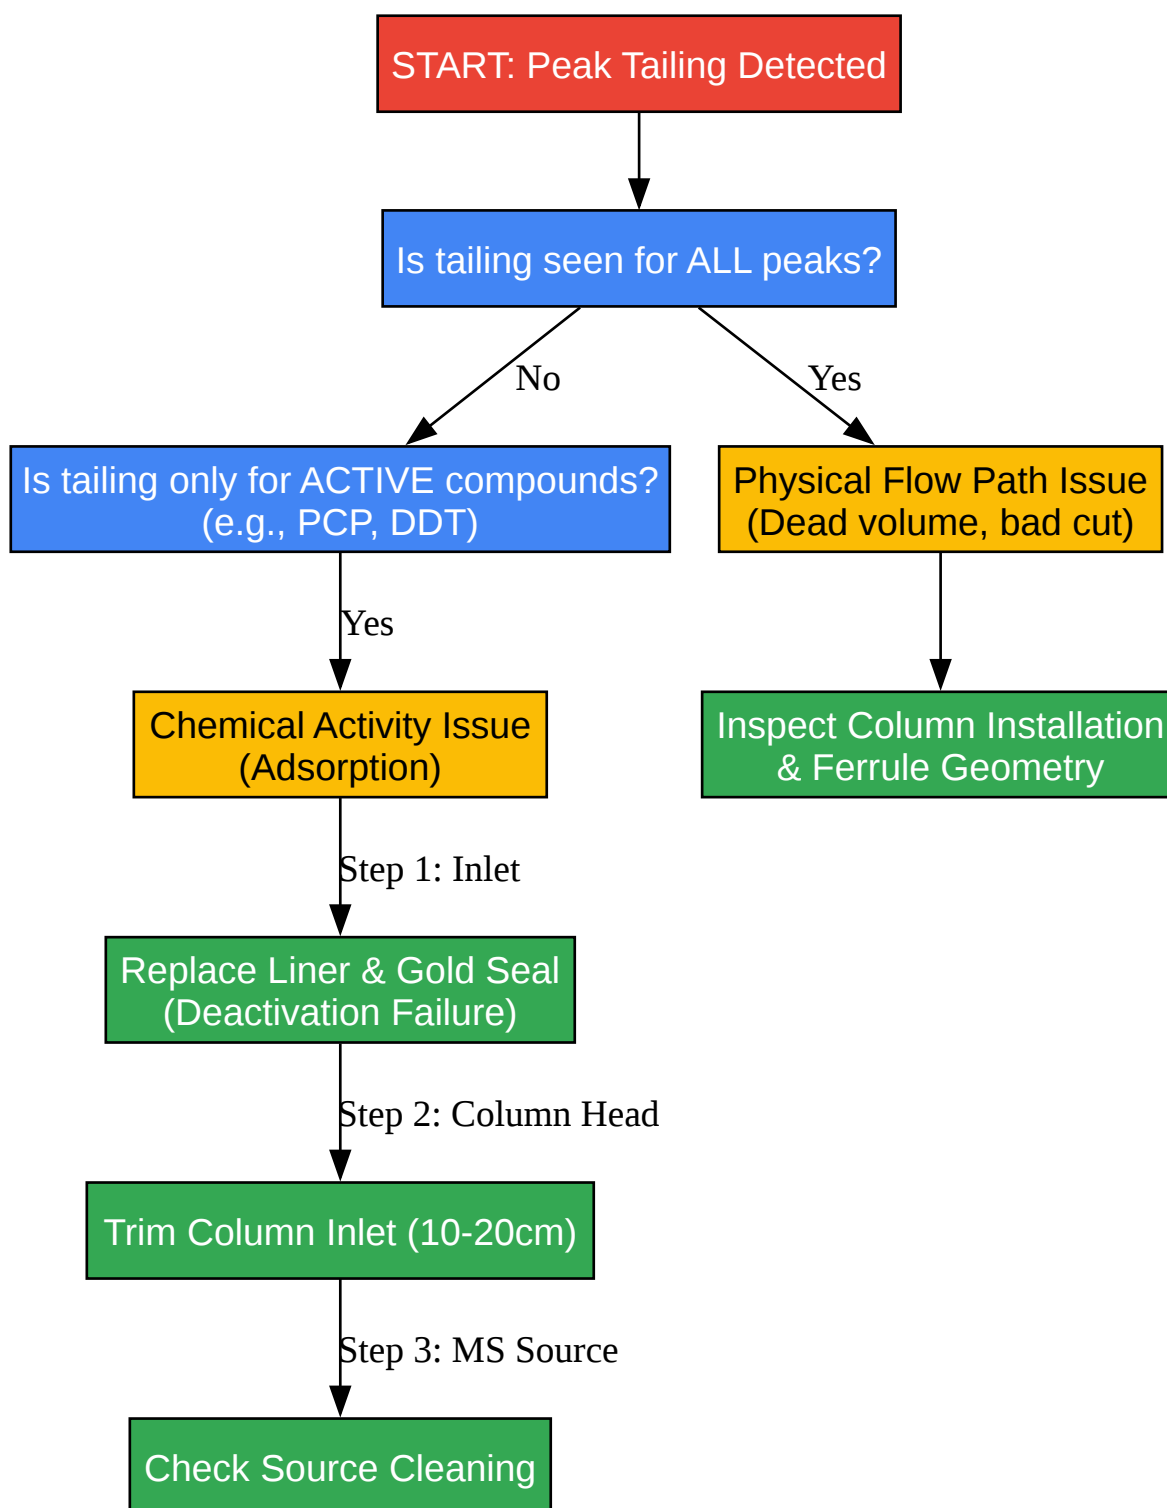 START: Peak Tailing Detected
Is tailing seen for ALL peaks?
No
Yes
Is tailing only for ACTIVE compounds?
(e.g., PCP, DDT)
Physical Flow Path Issue
(Dead volume, bad cut)
Yes
Chemical Activity Issue
(Adsorption)
Inspect Column Installation
& Ferrule Geometry
Step 1: Inlet
Replace Liner & Gold Seal
(Deactivation Failure)
Step 2: Column Head
Trim Column Inlet (10-20cm)
Step 3: MS Source
Check Source Cleaning